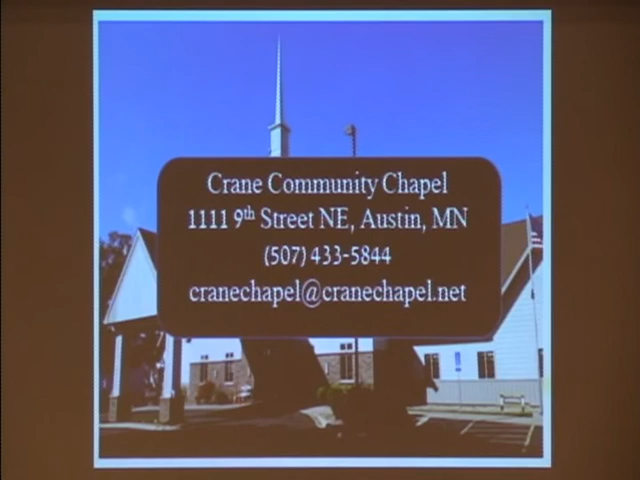 Crane Community Chapel
1111 9th Street NE, Austin, MN
(507) 433-5844
cranechapel@cranechapel.net